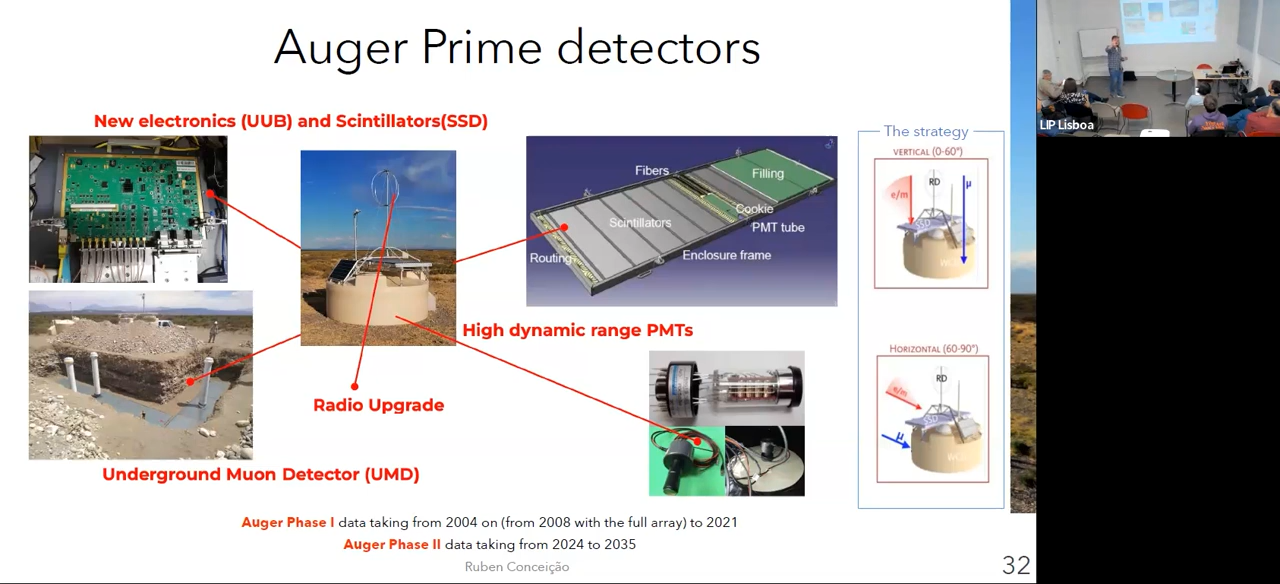 Auger Prime detectors
New electronics (UUB) and Scintillators(SSD)
Fibers
Filling
Scintillators
Cookie
PMT tube
Routing
Enclosure frame
High dynamic range PMTs
Radio Upgrade
Underground Muon Detector (UMD)
The strategy
VERTICAL (0-60°)
RD
e/m
μ
SSD
HORIZONTAL (60-90°)
RD
e/m
μ
Auger Phase I data taking from 2004 on (from 2008 with the full array) to 2021
Auger Phase II data taking from 2024 to 2035
Ruben Conceição
32
LIP Lisboa